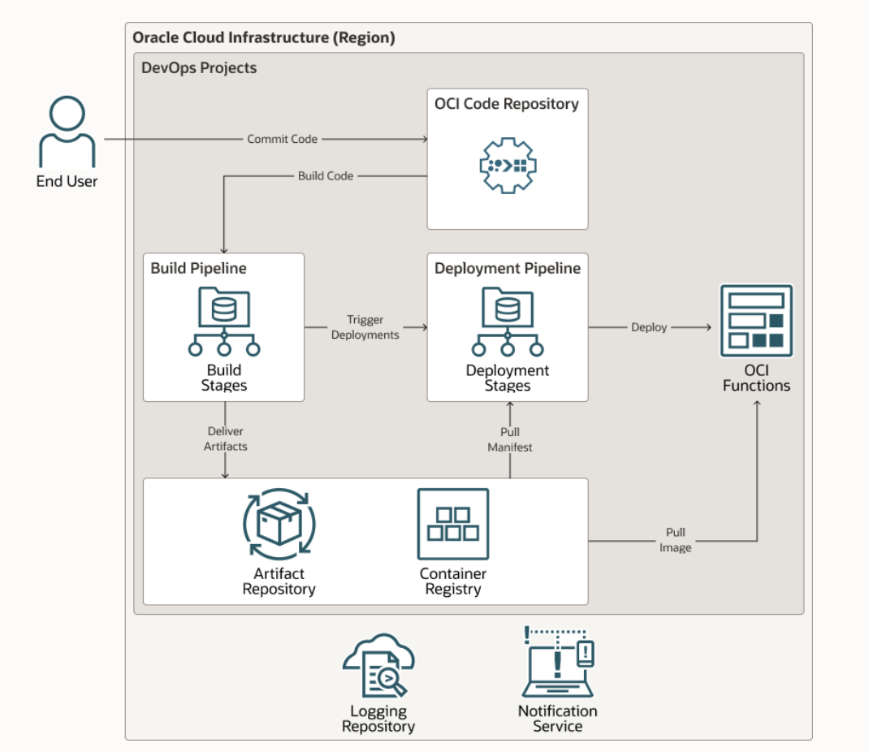 Oracle Cloud Infrastructure (Region)
DevOps Projects
OCI Code Repository
Commit Code
End User
Build Code
Build Pipeline
Build
Stages
Trigger
Deployments
Deployment Pipeline
Deployment
Stages
Deploy
OCI
Functions
Deliver
Artifacts
Pull
Manifest
Artifact
Repository
Container
Registry
Pull
Image
Logging
Repository
Notification
Service